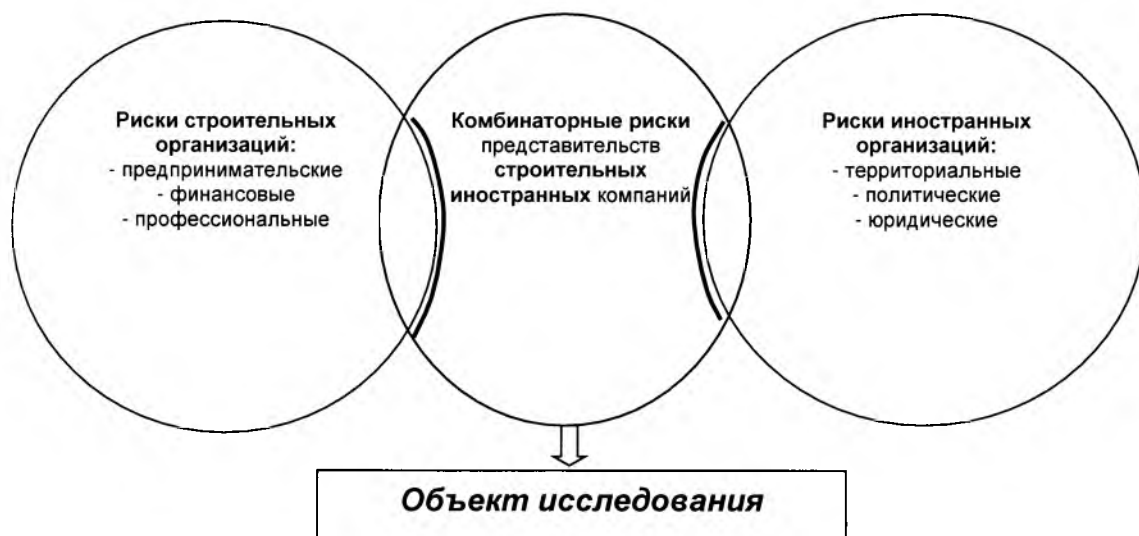 Риски строительных
организаций:
- предпринимательские
- финансовые
- профессиональные
Комбинаторные риски
представительств
строительных
иностранных компаний
Риски иностранных
организаций:
- территориальные
- политические
- юридические
Объект исследования